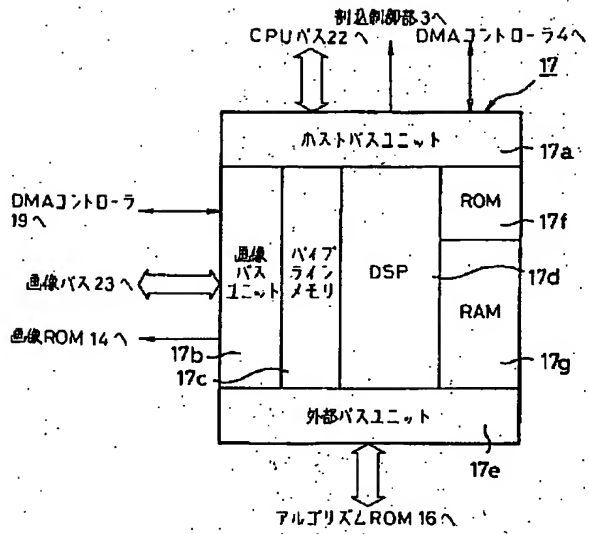 割込制御部3へ
CPUバス22へ
DMAコントローラ4へ
17
ホストバスユニット
17a
DMAコントローラ
19へ
ROM
17f
画像
バス
ユニット
パイプ
ライン
メモリ
DSP
17d
画像バス23へ
RAM
画像ROM14へ
17b
17c
17g
外部バスユニット
17e
アルゴリズムROM16へ